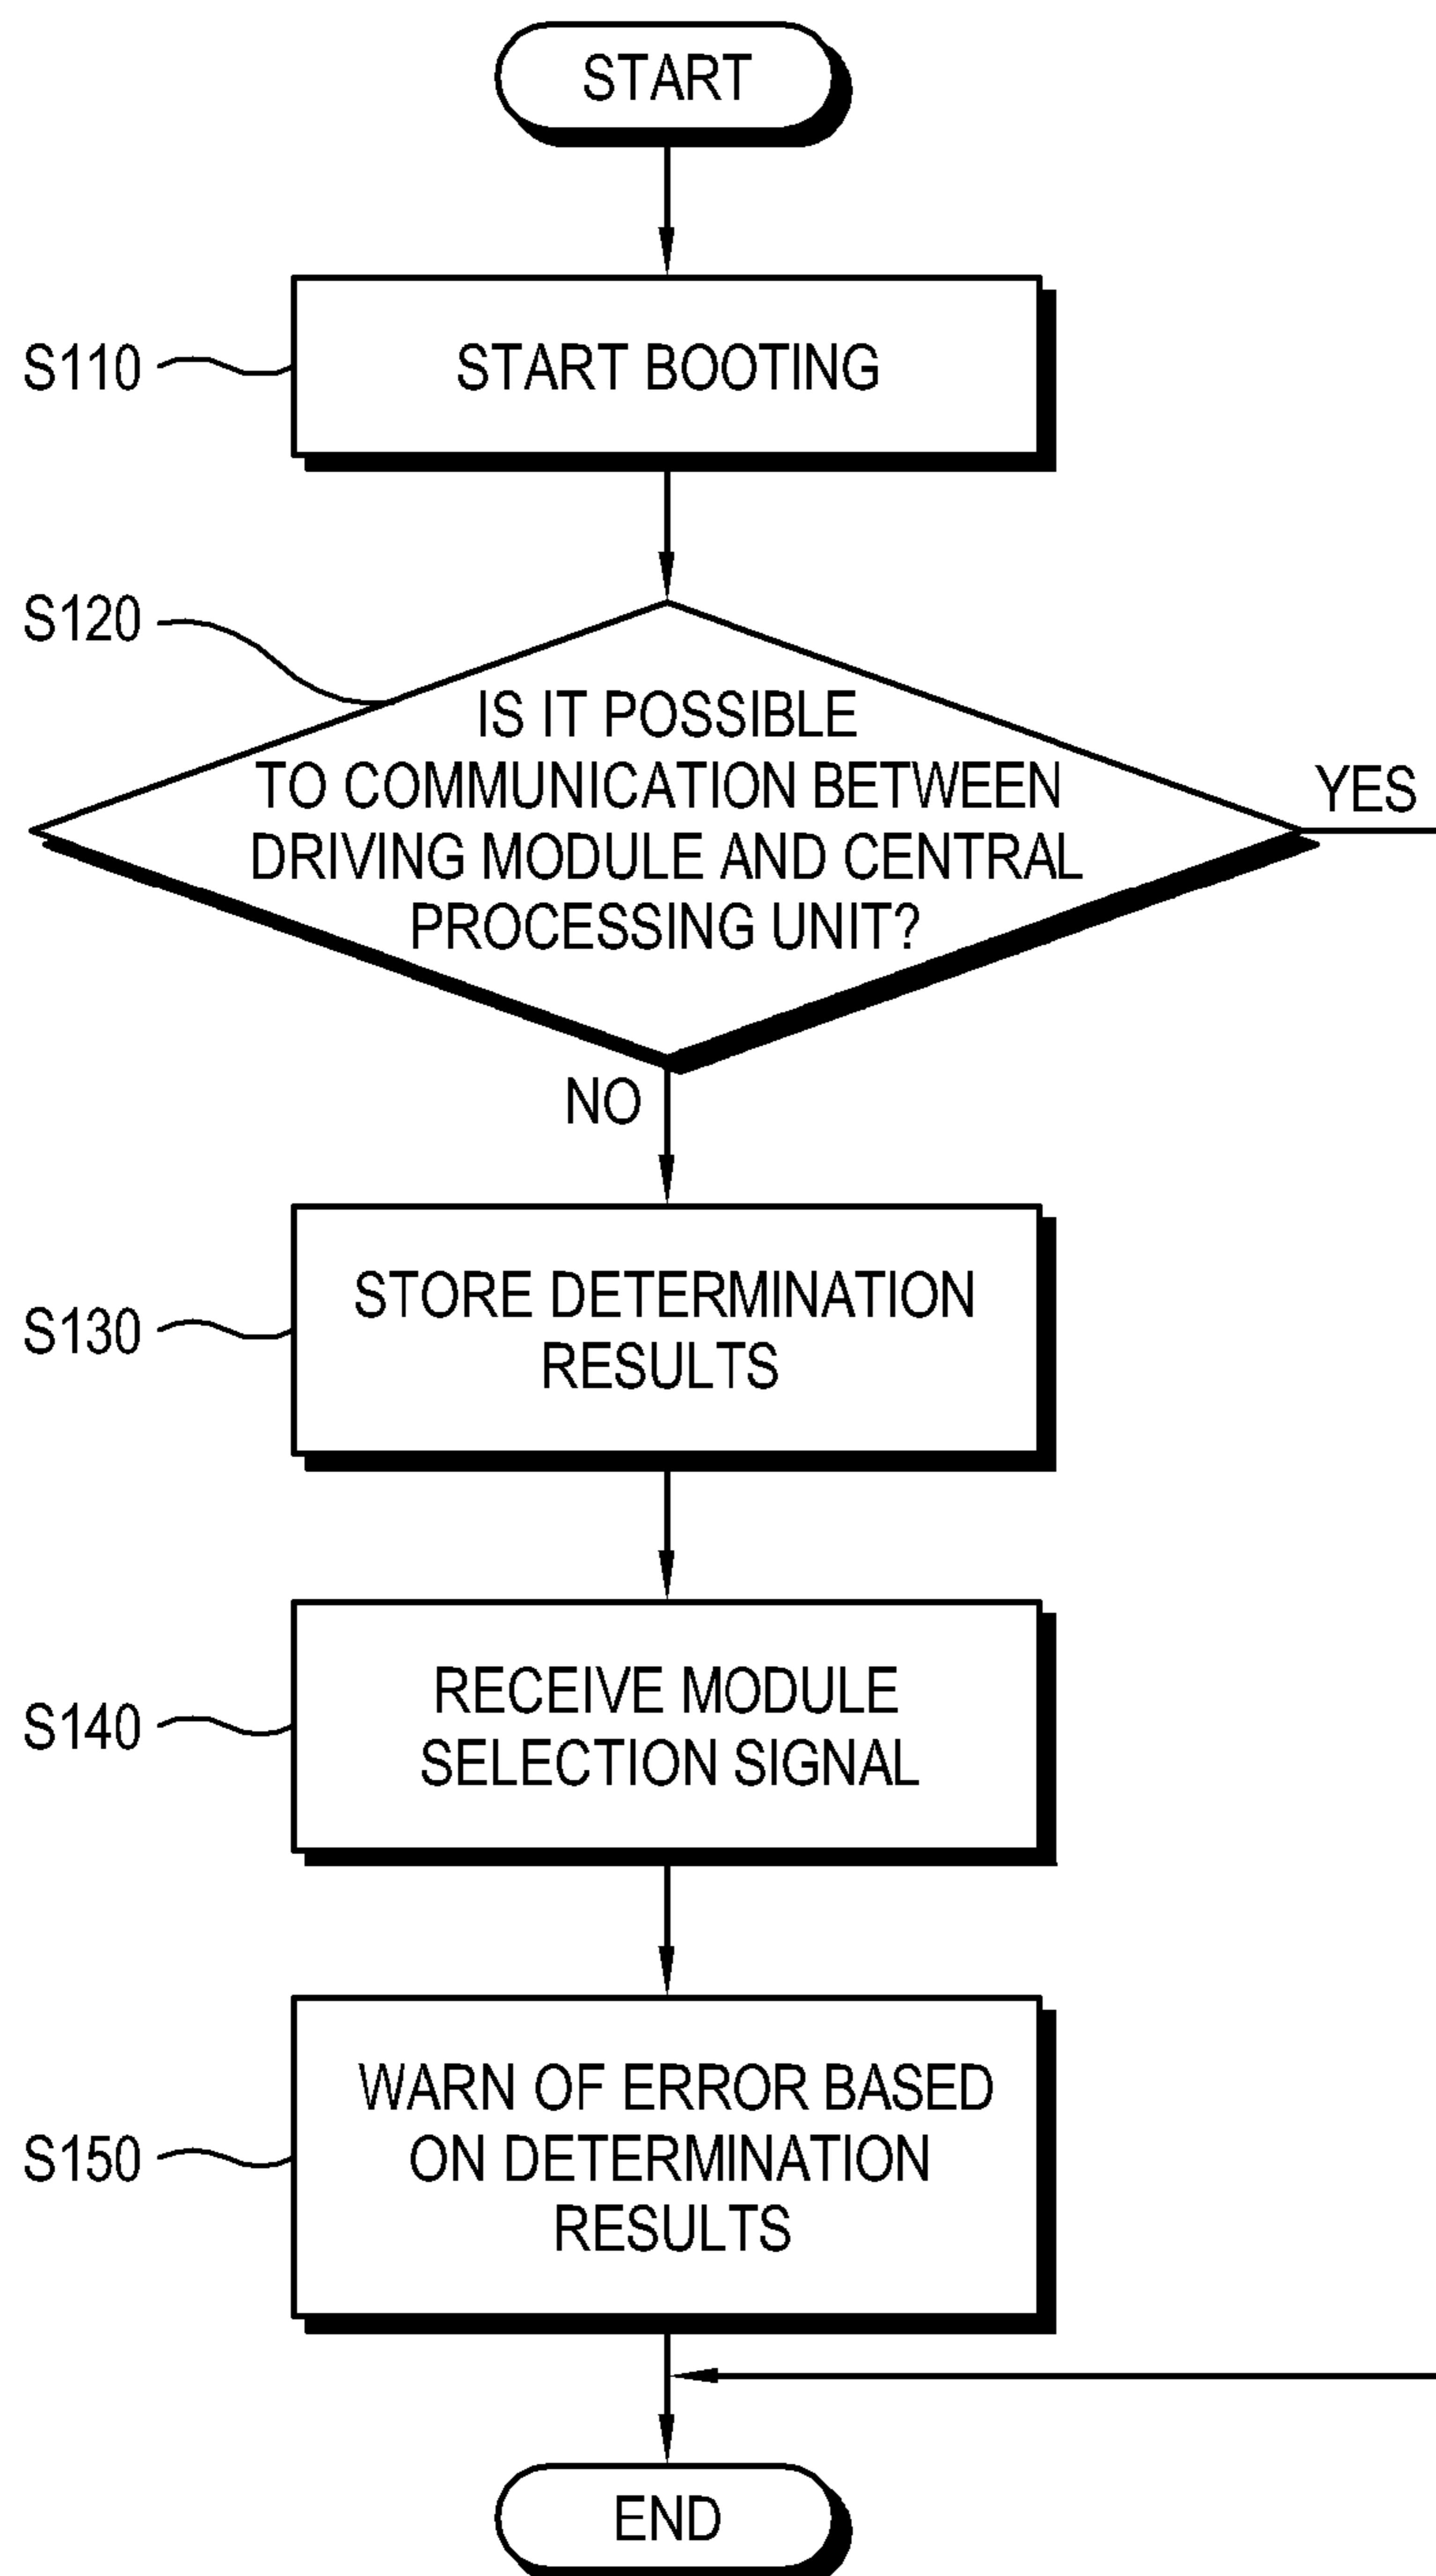 START
S110
START BOOTING
S120
IS IT POSSIBLE
TO COMMUNICATION BETWEEN
DRIVING MODULE AND CENTRAL
PROCESSING UNIT?
YES
NO
S130
STORE DETERMINATION
RESULTS
S140
RECEIVE MODULE
SELECTION SIGNAL
S150
WARN OF ERROR BASED
ON DETERMINATION
RESULTS
END